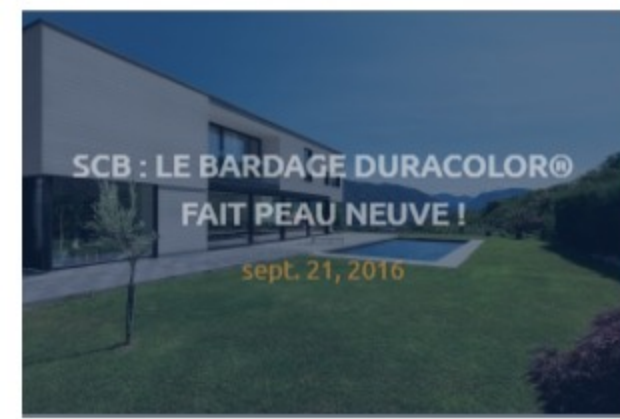 SCB : LE BARDAGE DURACOLOR®
FAIT PEAU NEUVE !
sept. 21, 2016